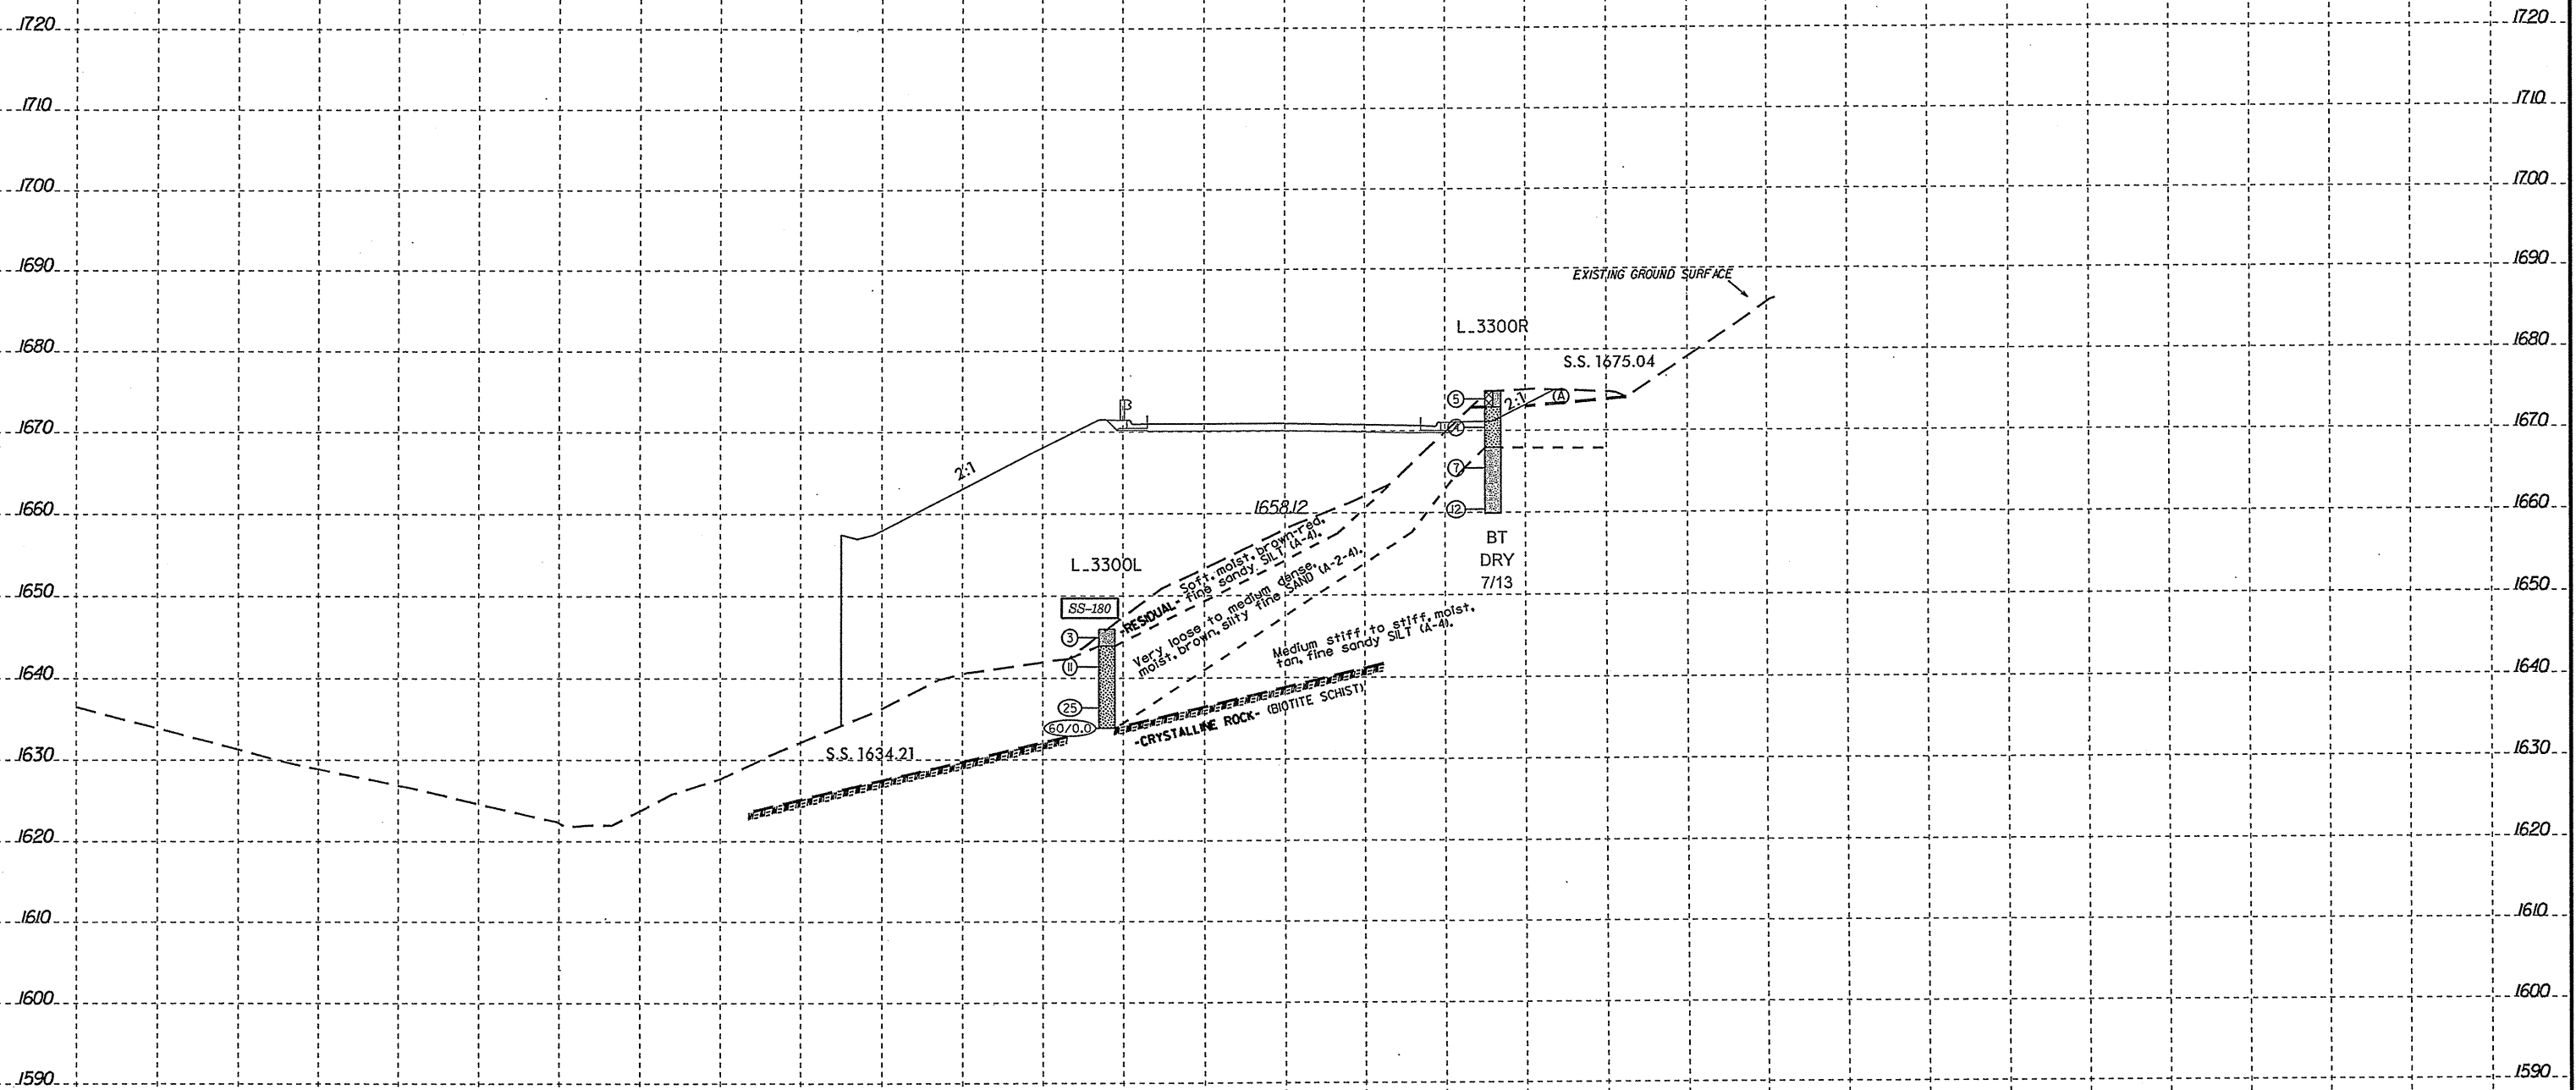 1720 1720
1710 1710
1700 1700
1690 1690
EXISTING GROUND SURFACE
L_3300R
1680 1680
S.S. 1675.04
5
2:1
A
1670 1670
2:1
7
1658.12
1660 1660
12
BT
DRY
7/13
Soft, moist, brown-red,
-RESIDUAL- fine sandy SILT (A-4).
L_3300L
Very loose to medium dense,
moist, brown, silty fine SAND (A-2-4).
1650 1650
SS-180
3
11
Medium stiff to stiff, moist,
tan, fine sandy SILT (A-4).
1640 1640
25
60/0.0
-CRYSTALLINE ROCK- (BIOTITE SCHIST)
S.S. 1634.21
1630 1630
1620 1620
1610 1610
1600 1600
1590 1590